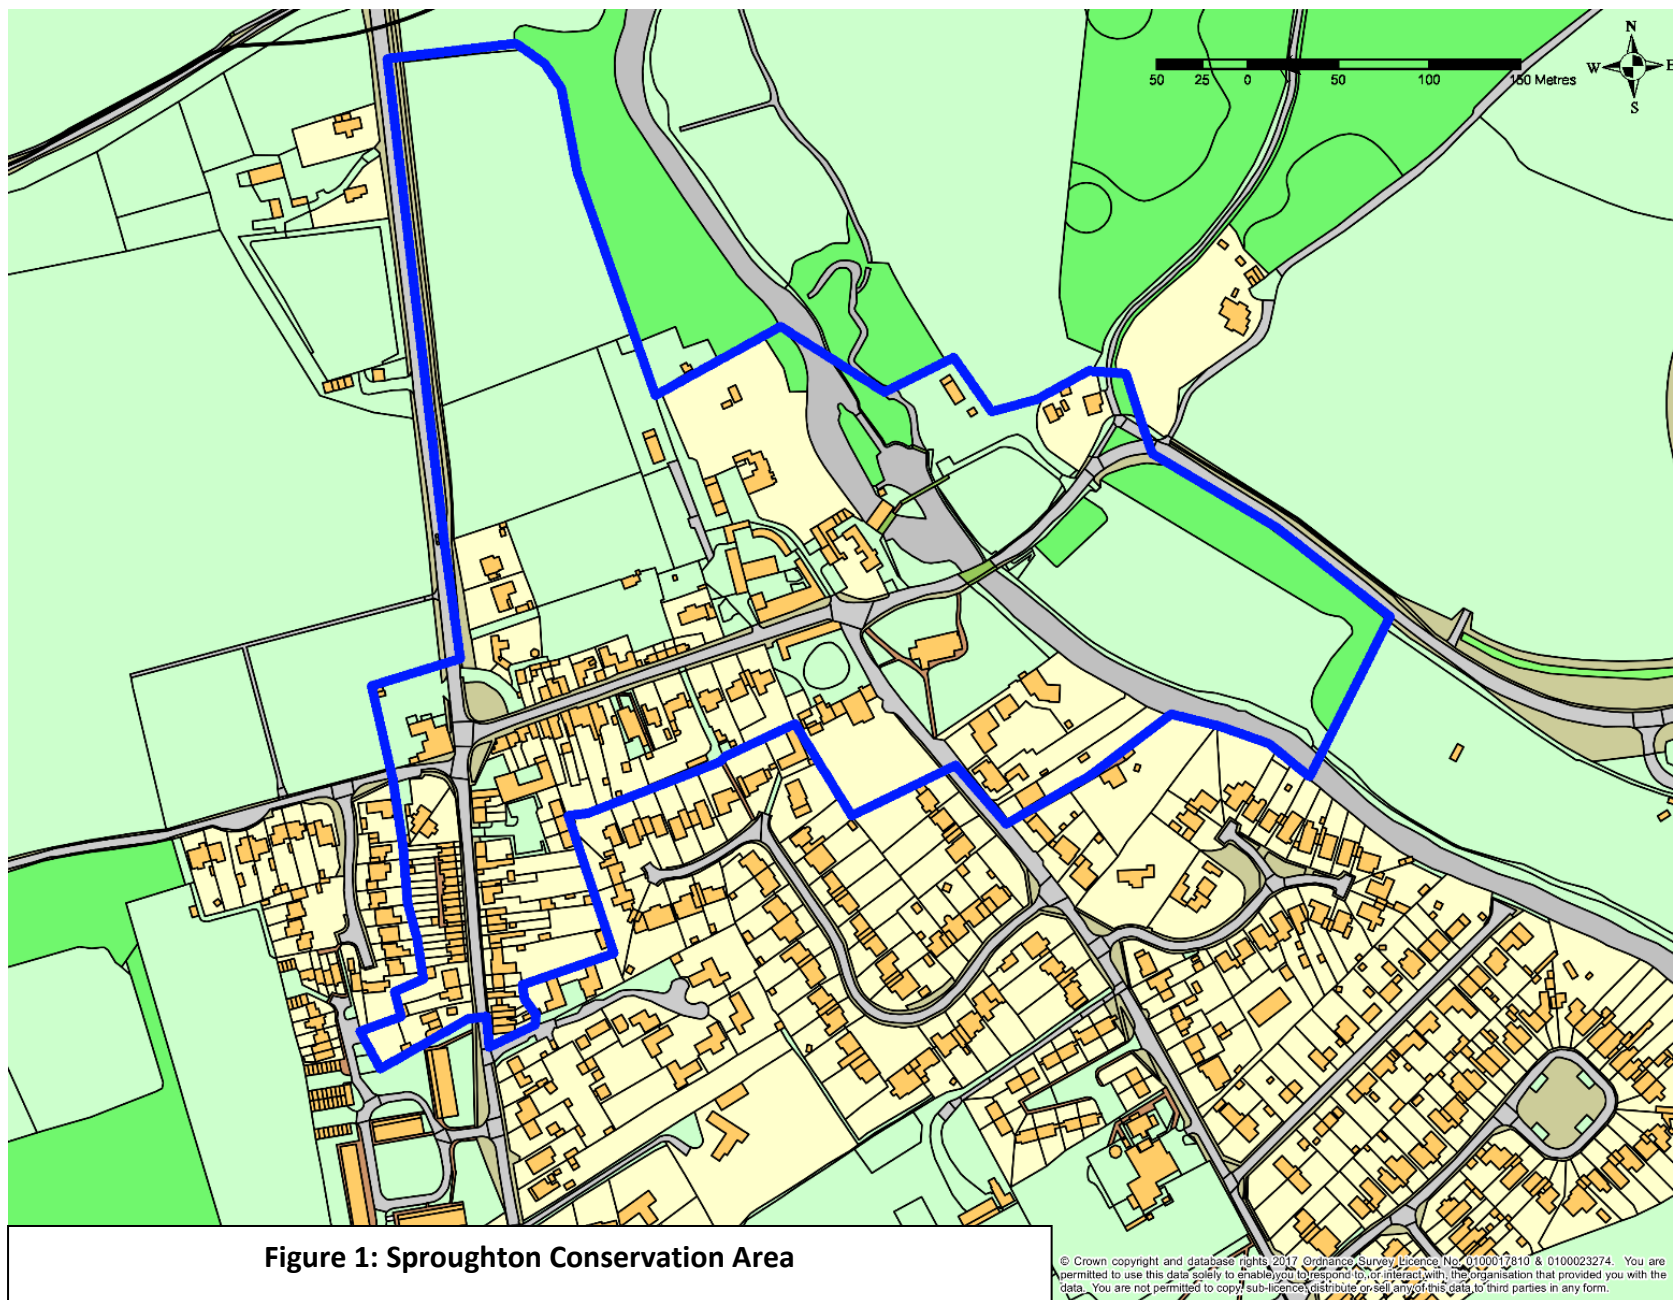 N
W E
S
50 25 0 50 100 150 Metres
Figure 1: Sproughton Conservation Area
© Crown copyright and database rights 2017 Ordnance Survey Licence No. 0100017810 & 0100023274. You are
permitted to use this data solely to enable you to respond to, or interact with, the organisation that provided you with the
data. You are not permitted to copy, sub-licence, distribute or sell any of this data to third parties in any form.